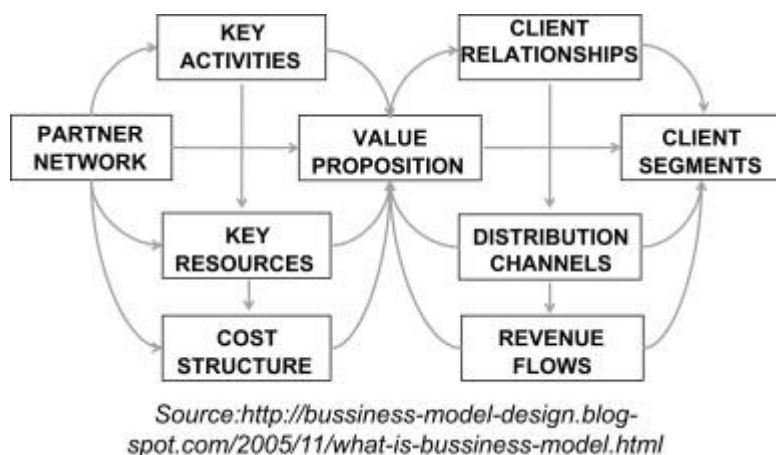 KEY
ACTIVITIES
CLIENT
RELATIONSHIPS
PARTNER
NETWORK
VALUE
PROPOSITION
CLIENT
SEGMENTS
KEY
RESOURCES
DISTRIBUTION
CHANNELS
COST
STRUCTURE
REVENUE
FLOWS
Source:http://bussiness-model-design.blog-
spot.com/2005/11/what-is-bussiness-model.html